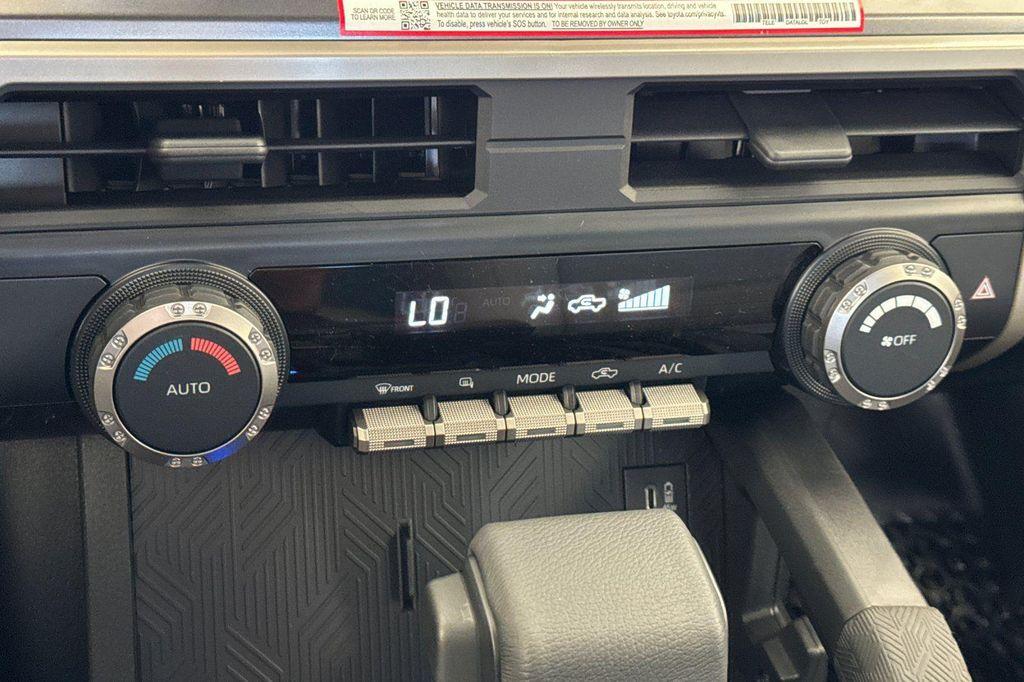 SCAN CODE
TO LEARN MORE
VEHICLE DATA TRANSMISSION IS ON! Your vehicle wirelessly transmits location, driving and vehicle
health data to deliver your services and for internal research and data analysis. See toyota.com/privacyvts.
To disable, press vehicle's SOS button. TO BE REMOVED BY OWNER ONLY
LO AUTO
AUTO
OFF
FRONT MODE A/C